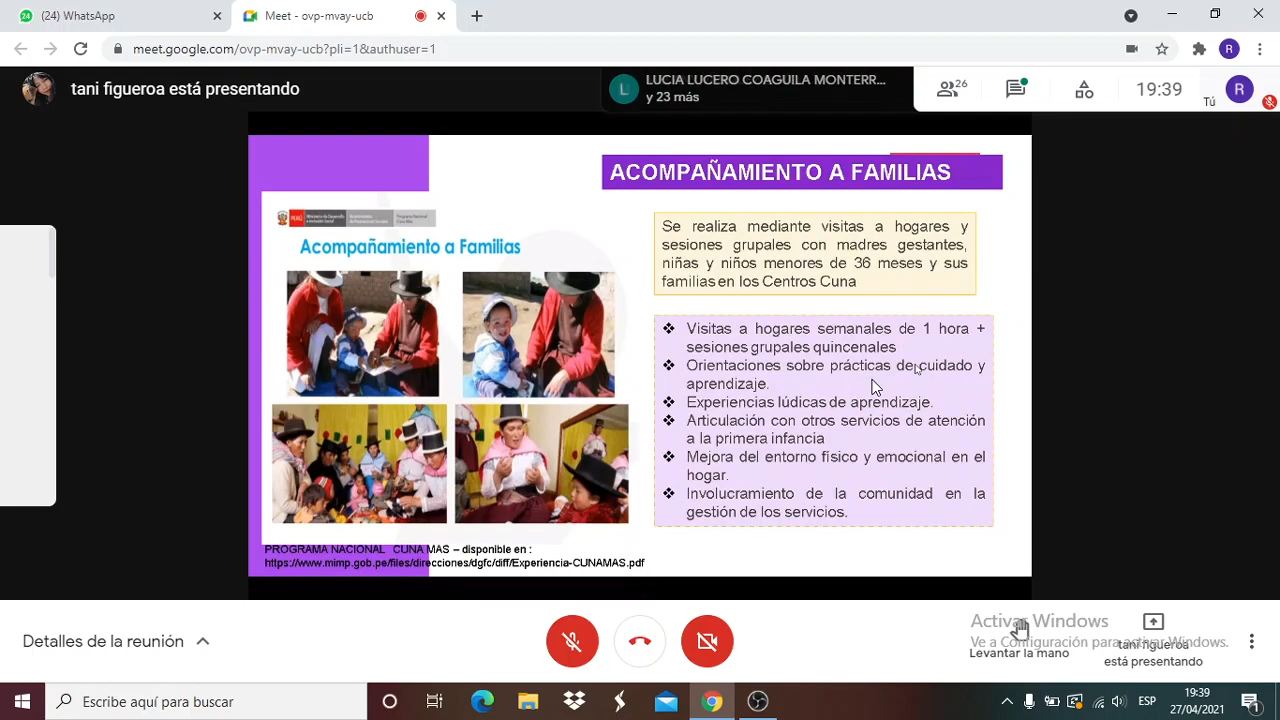 (24) WhatsApp
Meet - ovp-mvay-ucb
meet.google.com/ovp-mvay-ucb?pli=1&authuser=1
R
tani figueroa está presentando
L
LUCIA LUCERO COAGUILA MONTERR...
y 23 más
26
19:39
Tú
R
ACOMPAÑAMIENTO A FAMILIAS
PERÚ
Acompañamiento a Familias
Se realiza mediante visitas a hogares y
sesiones grupales con madres gestantes,
niñas y niños menores de 36 meses y sus
familias en los Centros Cuna
❖ Visitas a hogares semanales de 1 hora +
sesiones grupales quincenales
❖ Orientaciones sobre prácticas de cuidado y
aprendizaje.
❖ Experiencias lúdicas de aprendizaje.
❖ Articulación con otros servicios de atención
a la primera infancia
❖ Mejora del entorno físico y emocional en el
hogar.
❖ Involucramiento de la comunidad en la
gestión de los servicios.
PROGRAMA NACIONAL CUNA MAS – disponible en :
https://www.mimp.gob.pe/files/direcciones/dgfc/diff/Experiencia-CUNAMAS.pdf
Detalles de la reunión
Activar Windows
Ve a Configuración para activar Windows.
Levantar la mano
tani figueroa
está presentando
Escribe aquí para buscar
ESP
19:39
27/04/2021
1